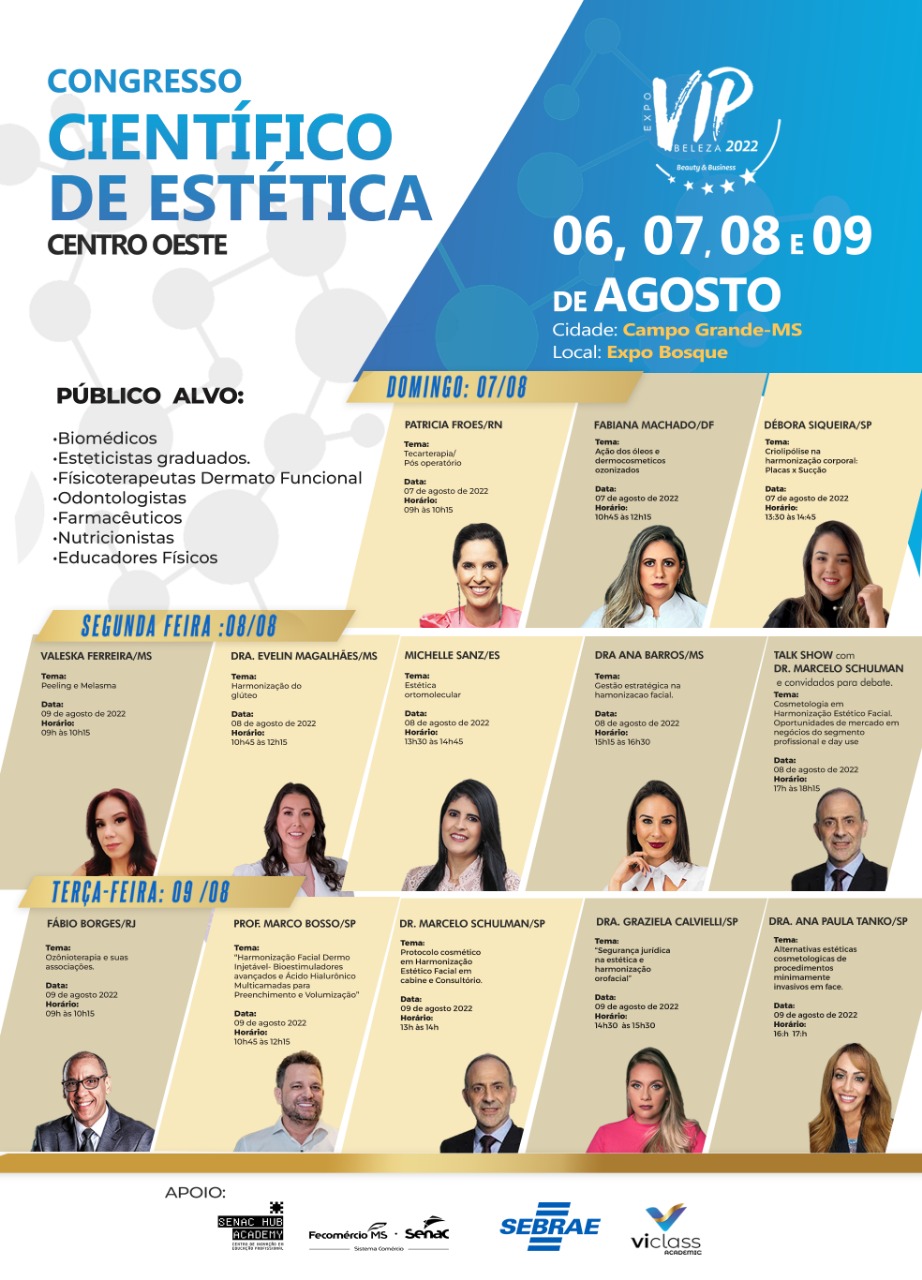 CONGRESSO
CIENTÍFICO
DE ESTÉTICA
CENTRO OESTE
EXPO
VIP
BELEZA 2022
Beauty & Business
06, 07, 08 E 09
DE AGOSTO
Cidade: Campo Grande-MS
Local: Expo Bosque
PÚBLICO ALVO:
•Biomédicos
•Esteticistas graduados.
•Físicoterapeutas Dermato Funcional
•Odontologistas
•Farmacêuticos
•Nutricionistas
•Educadores Físicos
DOMINGO: 07/08
PATRICIA FROES/RN
Tema:
Tecarterapia/
Pós operatório
Data:
07 de agosto de 2022
Horário:
09h às 10h15
FABIANA MACHADO/DF
Tema:
Ação dos óleos e
dermocosmeticos
ozonizados
Data:
07 de agosto de 2022
Horário:
10h45 às 12h15
DÉBORA SIQUEIRA/SP
Tema:
Criolipólise na
harmonização corporal:
Placas x Sucção
Data:
07 de agosto de 2022
Horário:
13:30 às 14:45
SEGUNDA FEIRA :08/08
VALESKA FERREIRA/MS
Tema:
Peeling e Melasma
Data:
09 de agosto de 2022
Horário:
09h às 10h15
DRA. EVELIN MAGALHÃES/MS
Tema:
Harmonização do
glúteo
Data:
08 de agosto de 2022
Horário:
10h45 às 12h15
MICHELLE SANZ/ES
Tema:
Estética
ortomolecular
Data:
08 de agosto de 2022
Horário:
13h30 às 14h45
DRA ANA BARROS/MS
Tema:
Gestão estratégica na
hamonizacao facial.
Data:
08 de agosto de 2022
Horário:
15h15 às 16h30
TALK SHOW com
DR. MARCELO SCHULMAN
e convidados para debate.
Tema:
Cosmetologia em
Harmonização Estético Facial.
Oportunidades de mercado em
negócios do segmento
profissional e day use
Data:
08 de agosto de 2022
Horário:
17h às 18h15
TERÇA-FEIRA: 09 /08
FÁBIO BORGES/RJ
Tema:
Ozônioterapia e suas
associações.
Data:
09 de agosto de 2022
Horário:
09h às 10h15
PROF. MARCO BOSSO/SP
Tema:
“Harmonização Facial Dermo
Injetável- Bioestimuladores
avançados e Ácido Hialurônico
Multicamadas para
Preenchimento e Volumização”
Data:
09 de agosto 2022
Horário:
10h45 às 12h15
DR. MARCELO SCHULMAN/SP
Tema:
Protocolo cosmético
em Harmonização
Estético Facial em
cabine e Consultório.
Data:
09 de agosto de 2022
Horário:
13h às 14h
DRA. GRAZIELA CALVIELLI/SP
Tema:
“Segurança jurídica
na estética e
harmonização
orofacial”
Data:
09 de agosto de 2022
Horário:
14h30 às 15h30
DRA. ANA PAULA TANKO/SP
Tema:
Alternativas estéticas
cosmetologicas de
procedimentos
minimamente
invasivos em face.
Data:
09 de agosto de 2022
Horário:
16:h 17:h
APOIO:
SENAC HUB
ACADEMY
CENTRO DE INOVAÇÃO EM
EDUCAÇÃO PROFISSIONAL
Fecomércio MS · Senac
Sistema Comércio
SEBRAE
viclass
ACADEMIC